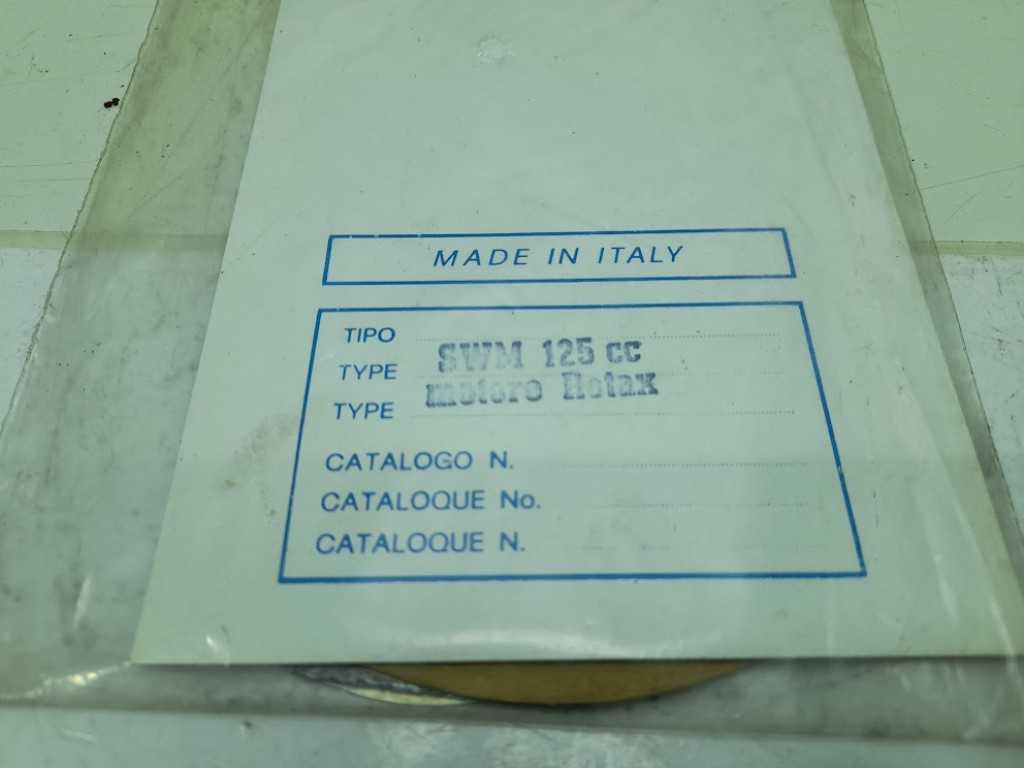 MADE IN ITALY
TIPO
TYPE SWM 125 cc
TYPE motore Rotax
CATALOGO N.
CATALOQUE No.
CATALOQUE N.